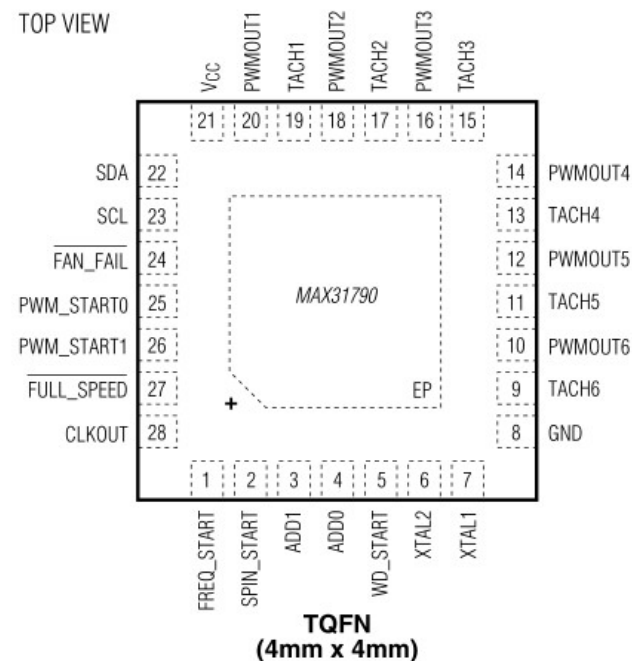 TOP VIEW
VCC
PWMOUT1
TACH1
PWMOUT2
TACH2
PWMOUT3
TACH3
21 20 19 18 17 16 15
SDA 22
SCL 23
FAN_FAIL 24
PWM_START0 25
PWM_START1 26
FULL_SPEED 27
CLKOUT 28
MAX31790
+
EP
14 PWMOUT4
13 TACH4
12 PWMOUT5
11 TACH5
10 PWMOUT6
9 TACH6
8 GND
1 2 3 4 5 6 7
FREQ_START
SPIN_START
ADD1
ADD0
WD_START
XTAL2
XTAL1
TQFN
(4mm x 4mm)